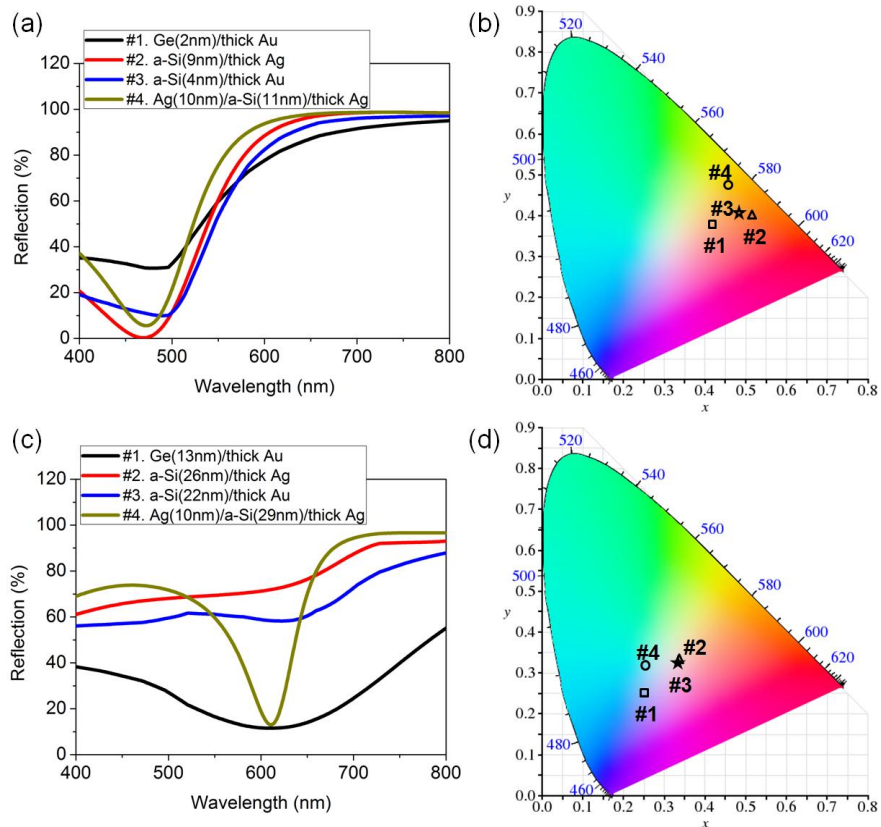 (a)
#1. Ge(2nm)/thick Au
#2. a-Si(9nm)/thick Ag
#3. a-Si(4nm)/thick Au
#4. Ag(10nm)/a-Si(11nm)/thick Ag
120
100
80
60
40
20
0
Reflection (%)
400 500 600 700 800
Wavelength (nm)
(b)
0.9
0.8
0.7
0.6
0.5
0.4
0.3
0.2
0.1
0.0
y
520
540
560
500
580
600
620
480
460
#4
#3
#2
#1
0.0 0.1 0.2 0.3 0.4 0.5 0.6 0.7 0.8
x
(c)
#1. Ge(13nm)/thick Au
#2. a-Si(26nm)/thick Ag
#3. a-Si(22nm)/thick Au
#4. Ag(10nm)/a-Si(29nm)/thick Ag
120
100
80
60
40
20
0
Reflection (%)
400 500 600 700 800
Wavelength (nm)
(d)
0.9
0.8
0.7
0.6
0.5
0.4
0.3
0.2
0.1
0.0
y
520
540
560
500
580
600
620
480
460
#4
#2
#3
#1
0.0 0.1 0.2 0.3 0.4 0.5 0.6 0.7 0.8
x